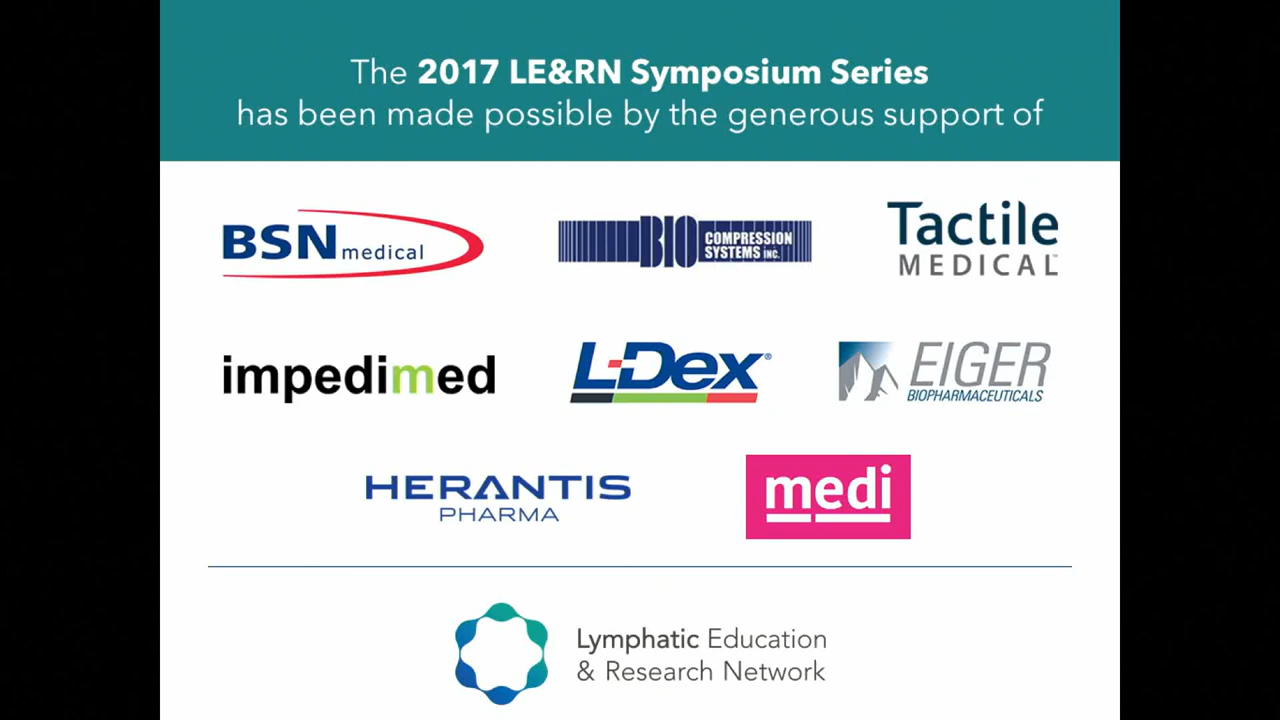 The 2017 LE&RN Symposium Series
has been made possible by the generous support of
BSN medical
BIO COMPRESSION SYSTEMS INC.
Tactile
MEDICAL™
impedimed
L-Dex®
EIGER
BIOPHARMACEUTICALS
HERANTIS
PHARMA
medi
Lymphatic Education
& Research Network